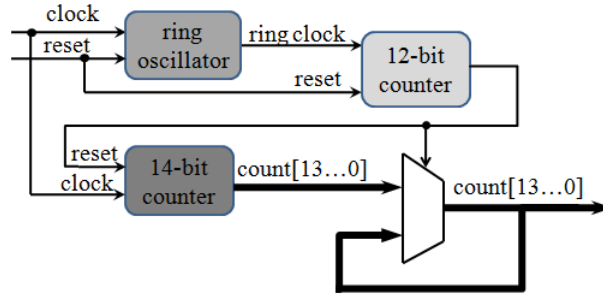 clock
reset
ring
oscillator
ring clock
reset
12-bit
counter
reset
clock
14-bit
counter
count[13...0]
count[13...0]